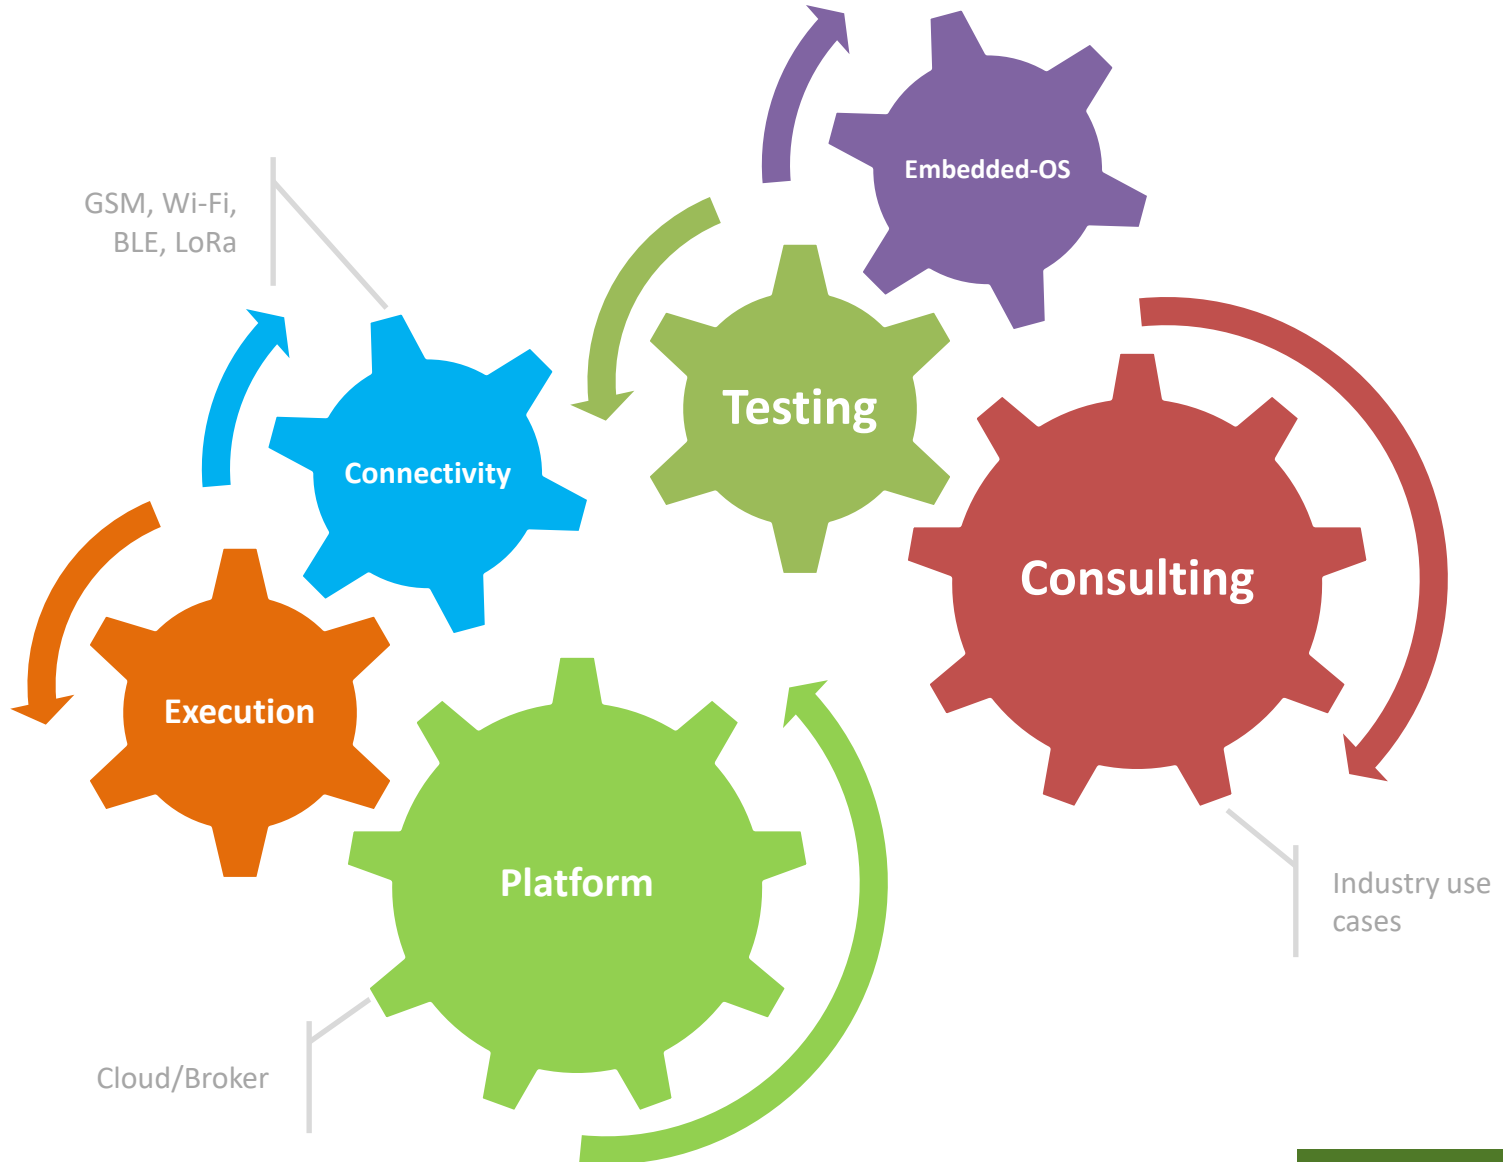 Embedded-OS
GSM, Wi-Fi,
BLE, LoRa
Testing
Connectivity
Consulting
Execution
Platform
Industry use
cases
Cloud/Broker